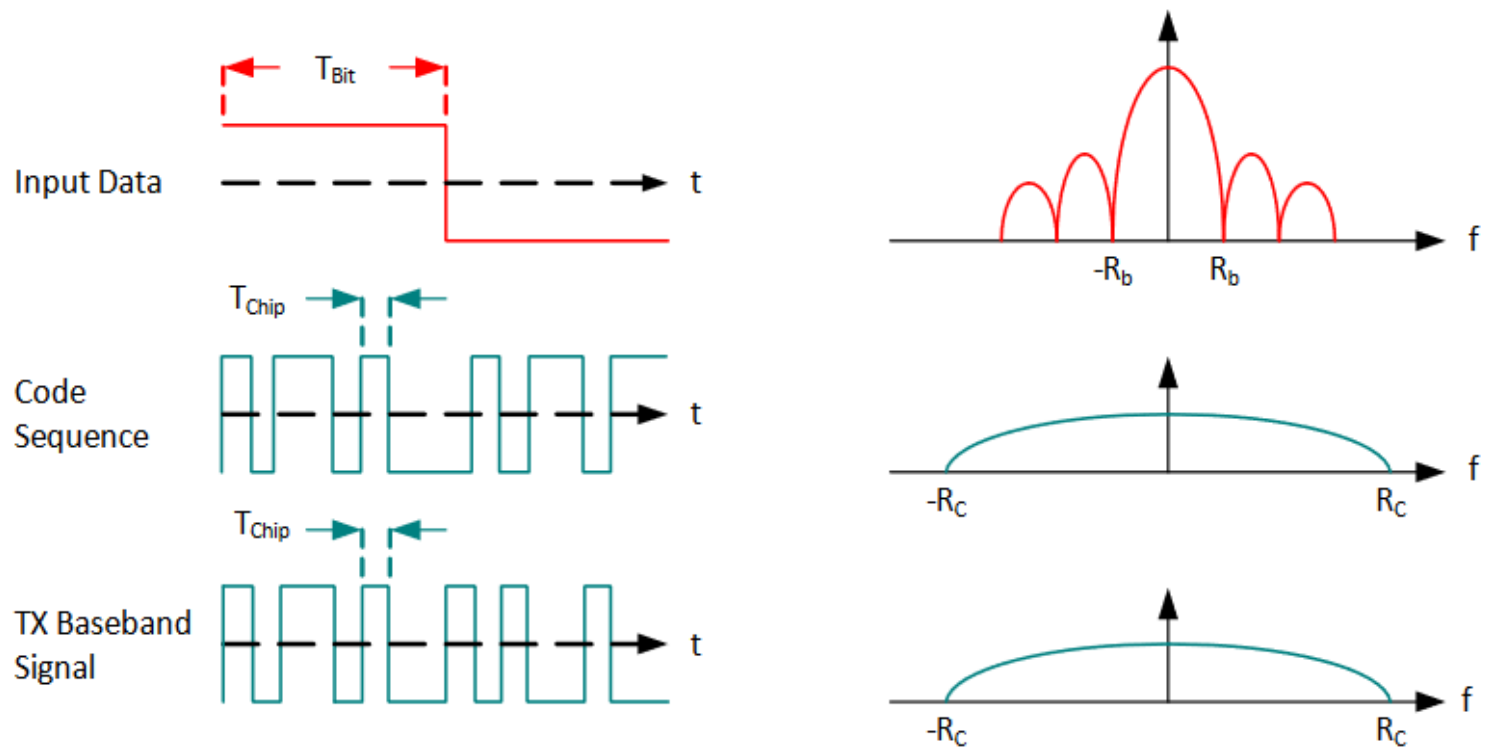 T_Bit
Input Data
t
f
-R_b
R_b
T_Chip
Code
Sequence
t
f
-R_C
R_C
T_Chip
TX Baseband
Signal
t
f
-R_C
R_C